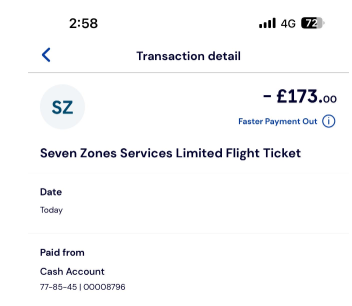 2:58 4G 72
Transaction detail
SZ
- £173.00
Faster Payment Out i
Seven Zones Services Limited Flight Ticket
Date
Today
Paid from
Cash Account
77-85-45 | 00008796